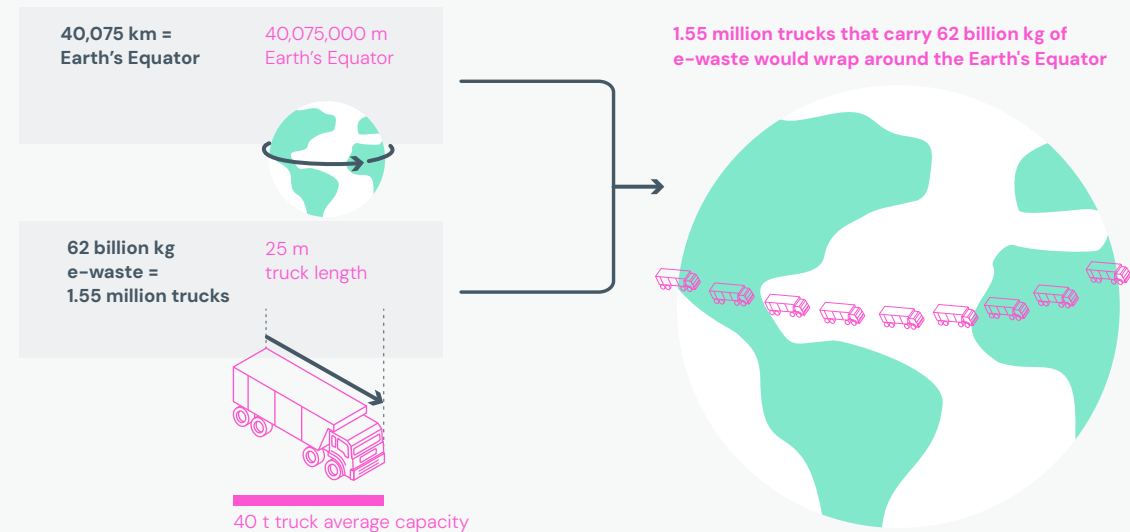 40,075 km =
Earth’s Equator
40,075,000 m
Earth’s Equator
62 billion kg
e-waste =
1.55 million trucks
25 m
truck length
40 t truck average capacity
1.55 million trucks that carry 62 billion kg of
e-waste would wrap around the Earth's Equator